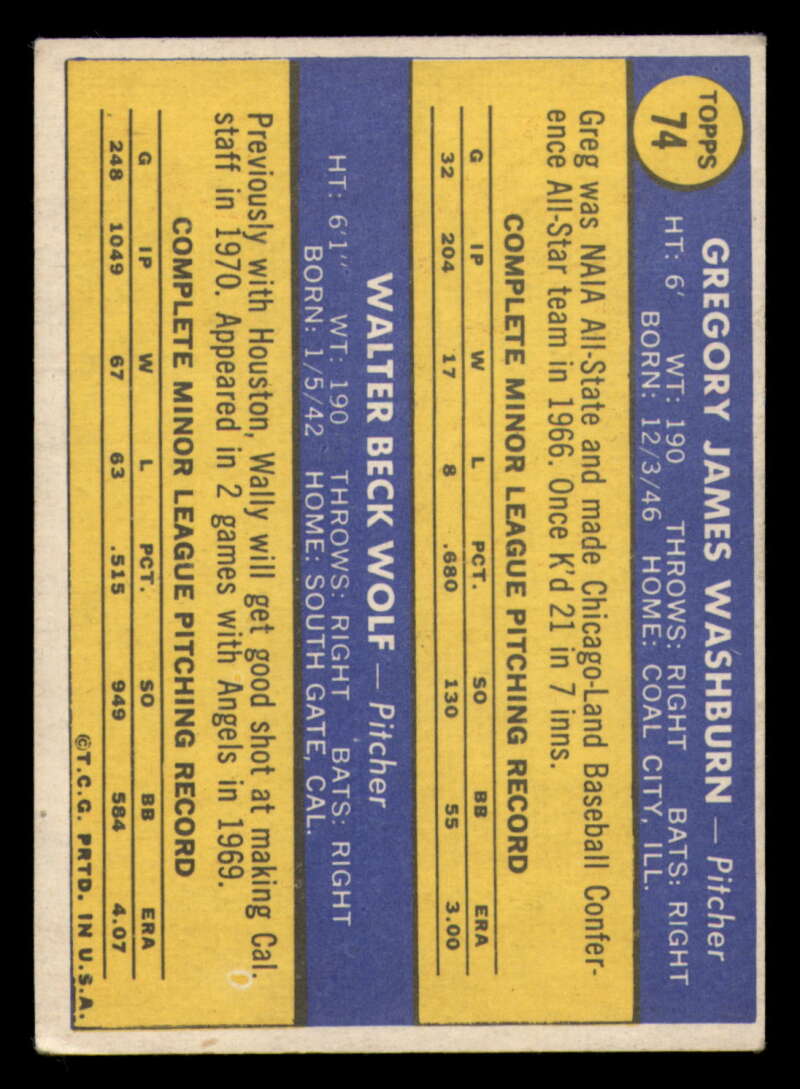 TOPPS
74
GREGORY JAMES WASHBURN — Pitcher
HT: 6' WT: 190 THROWS: RIGHT BATS: RIGHT
BORN: 12/3/46 HOME: COAL CITY, ILL.
Greg was NAIA All-State and made Chicago-Land Baseball Confer-
ence All-Star team in 1966. Once K'd 21 in 7 inns.
COMPLETE MINOR LEAGUE PITCHING RECORD
G IP W L PCT. SO BB ERA
32 204 17 8 .680 130 55 3.00
WALTER BECK WOLF — Pitcher
HT: 6'1" WT: 190 THROWS: RIGHT BATS: RIGHT
BORN: 1/5/42 HOME: SOUTH GATE, CAL.
Previously with Houston, Wally will get good shot at making Cal.
staff in 1970. Appeared in 2 games with Angels in 1969.
COMPLETE MINOR LEAGUE PITCHING RECORD
G IP W L PCT. SO BB ERA
248 1049 67 63 .515 949 584 4.07
©T.C.G. PRTD. IN U.S.A.